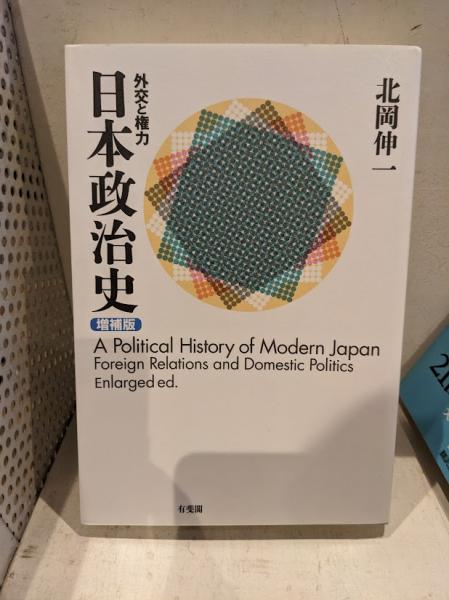 北岡伸一
外交と権力
日本政治史
増補版
A Political History of Modern Japan
Foreign Relations and Domestic Politics
Enlarged ed.
有斐閣